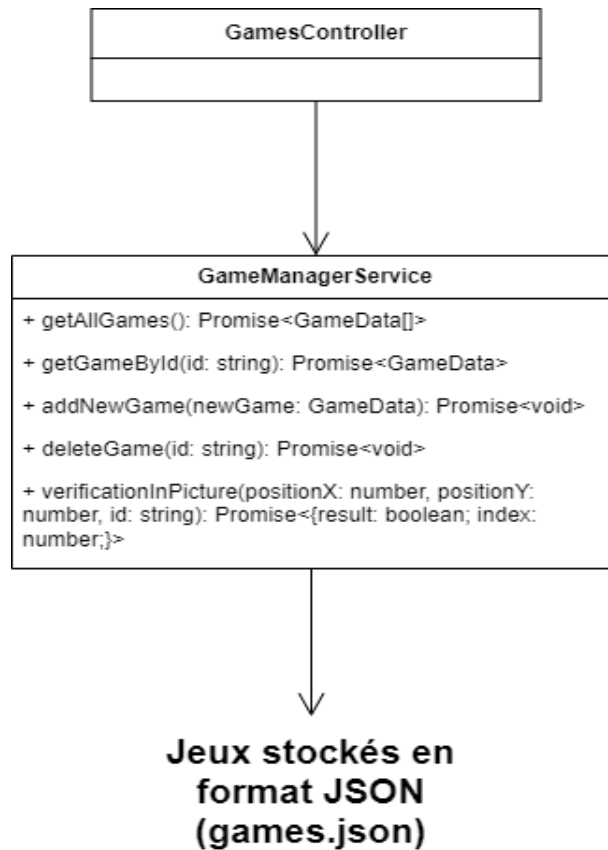 GamesController
GameManagerService
+ getAllGames(): Promise<GameData[]>
+ getGameById(id: string): Promise<GameData>
+ addNewGame(newGame: GameData): Promise<void>
+ deleteGame(id: string): Promise<void>
+ verificationInPicture(positionX: number, positionY:
number, id: string): Promise<{result: boolean; index:
number;}>
Jeux stockés en
format JSON
(games.json)